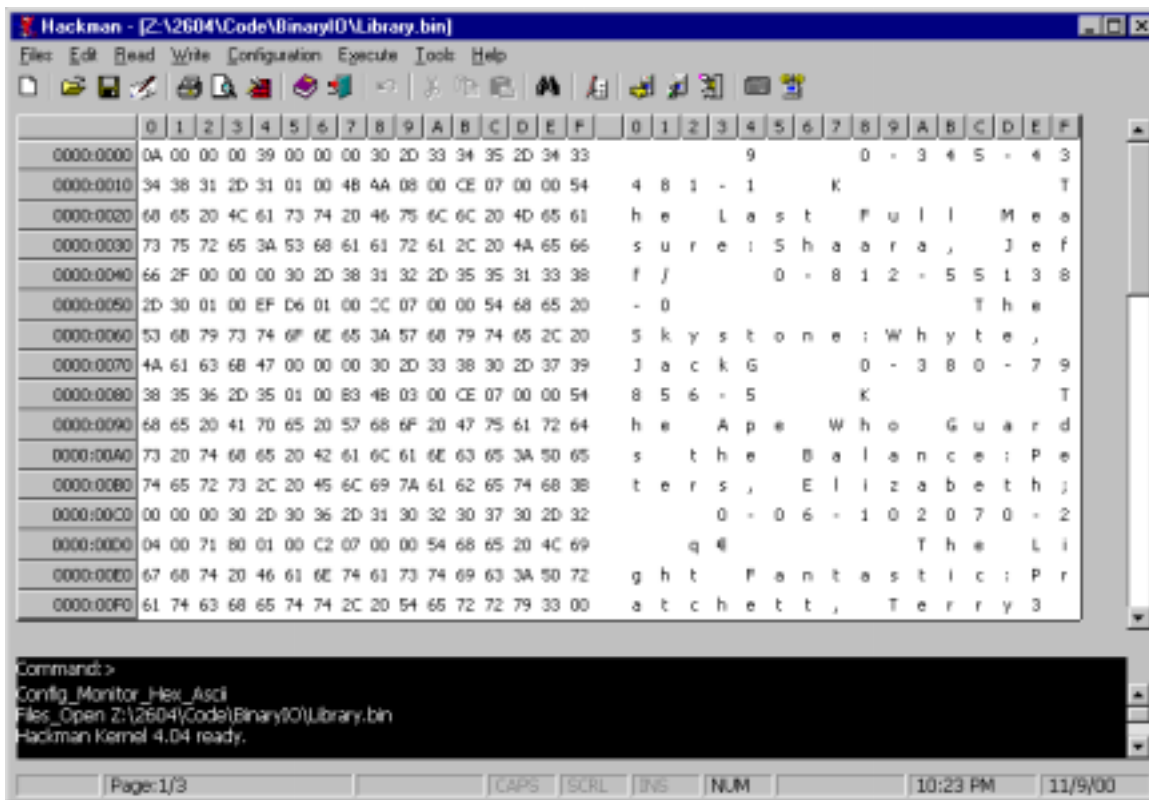 Hackman - [Z:\2604\Code\BinaryIO\Library.bin]
Files Edit Read Write Configuration Execute Tools Help
0 1 2 3 4 5 6 7 8 9 A B C D E F 0 1 2 3 4 5 6 7 8 9 A B C D E F
0000:0000 0A 00 00 00 39 00 00 00 30 2D 33 34 35 2D 34 33 9 0 - 3 4 5 - 4 3
0000:0010 34 38 31 2D 31 01 00 4B AA 08 00 CE 07 00 00 54 4 8 1 - 1 K T
0000:0020 68 65 20 4C 61 73 74 20 46 75 6C 6C 20 4D 65 61 h e L a s t F u l l M e a
0000:0030 73 75 72 65 3A 53 68 61 61 72 61 2C 20 4A 65 66 s u r e : S h a a r a , J e f
0000:0040 66 2F 00 00 00 30 2D 38 31 32 2D 35 35 31 33 38 f / 0 - 8 1 2 - 5 5 1 3 8
0000:0050 2D 30 01 00 EF D6 01 00 CC 07 00 00 54 68 65 20 - 0 T h e
0000:0060 53 6B 79 73 74 6F 6E 65 3A 57 68 79 74 65 2C 20 S k y s t o n e : W h y t e ,
0000:0070 4A 61 63 6B 47 00 00 00 30 2D 33 38 30 2D 37 39 J a c k G 0 - 3 8 0 - 7 9
0000:0080 38 35 36 2D 35 01 00 B3 4B 03 00 CE 07 00 00 54 8 5 6 - 5 K T
0000:0090 68 65 20 41 70 65 20 57 68 6F 20 47 75 61 72 64 h e A p e W h o G u a r d
0000:00A0 73 20 74 68 65 20 42 61 6C 61 6E 63 65 3A 50 65 s t h e B a l a n c e : P e
0000:00B0 74 65 72 73 2C 20 45 6C 69 7A 61 62 65 74 68 3B t e r s , E l i z a b e t h ;
0000:00C0 00 00 00 30 2D 30 36 2D 31 30 32 30 37 30 2D 32 0 - 0 6 - 1 0 2 0 7 0 - 2
0000:00D0 04 00 71 80 01 00 C2 07 00 00 54 68 65 20 4C 69 q T h e L i
0000:00E0 67 68 74 20 46 61 6E 74 61 73 74 69 63 3A 50 72 g h t F a n t a s t i c : P r
0000:00F0 61 74 63 68 65 74 74 2C 20 54 65 72 72 79 33 00 a t c h e t t , T e r r y 3
Command: >
Config_Monitor_Hex_Ascii
Files_Open Z:\2604\Code\BinaryIO\Library.bin
Hackman Kernel 4.04 ready.
Page:1/3 CAPS SCRL INS NUM 10:23 PM 11/9/00